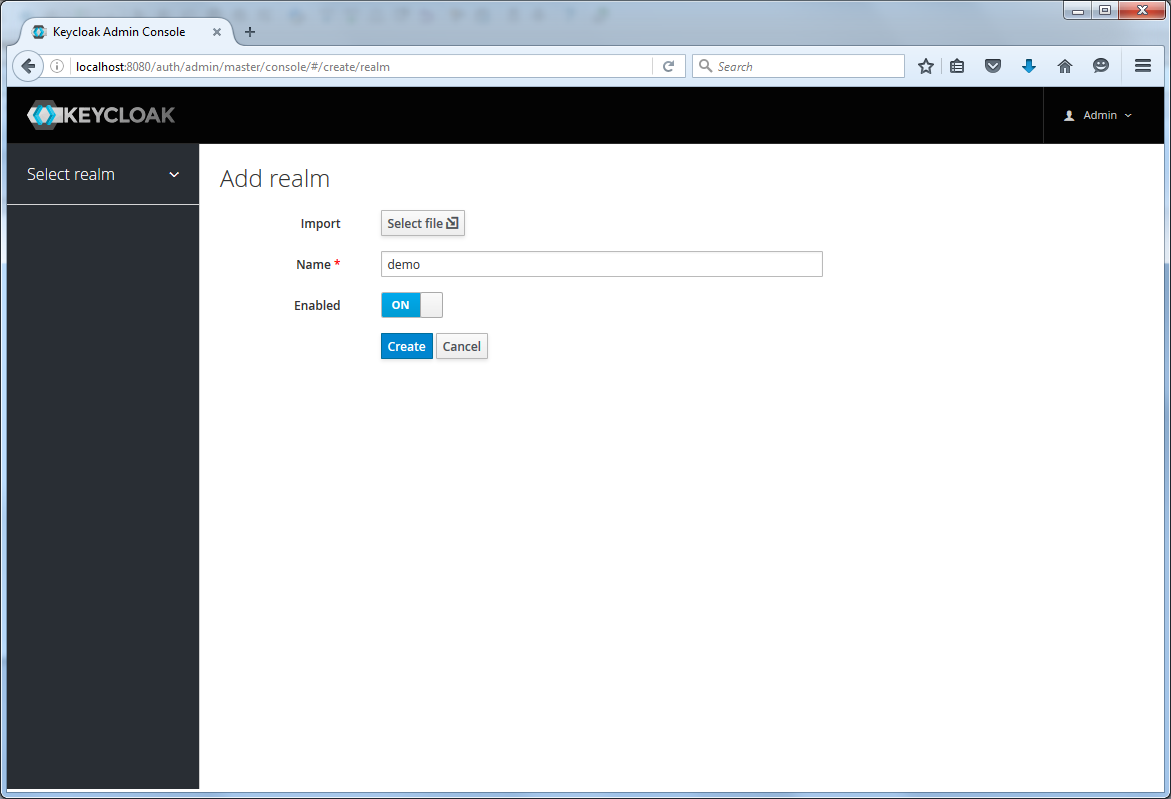 Keycloak Admin Console
localhost:8080/auth/admin/master/console/#/create/realm
Search
KEYCLOAK
Admin
Select realm
Add realm
Import
Select file
Name *
demo
Enabled
ON
Create
Cancel